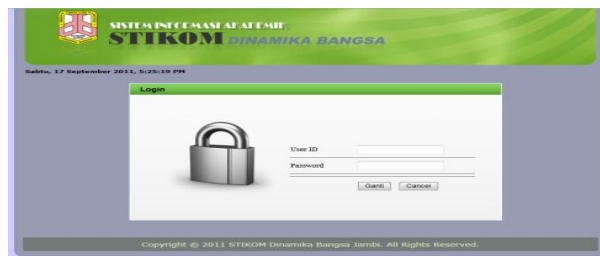 SISTEM INFORMASI AKADEMIK
STIKOM DINAMIKA BANGSA
Sabtu, 17 September 2011, 5:25:19 PM
Login
User ID
Password
Ganti Cancel
Copyright © 2011 STIKOM Dinamika Bangsa Jambi. All Rights Reserved.